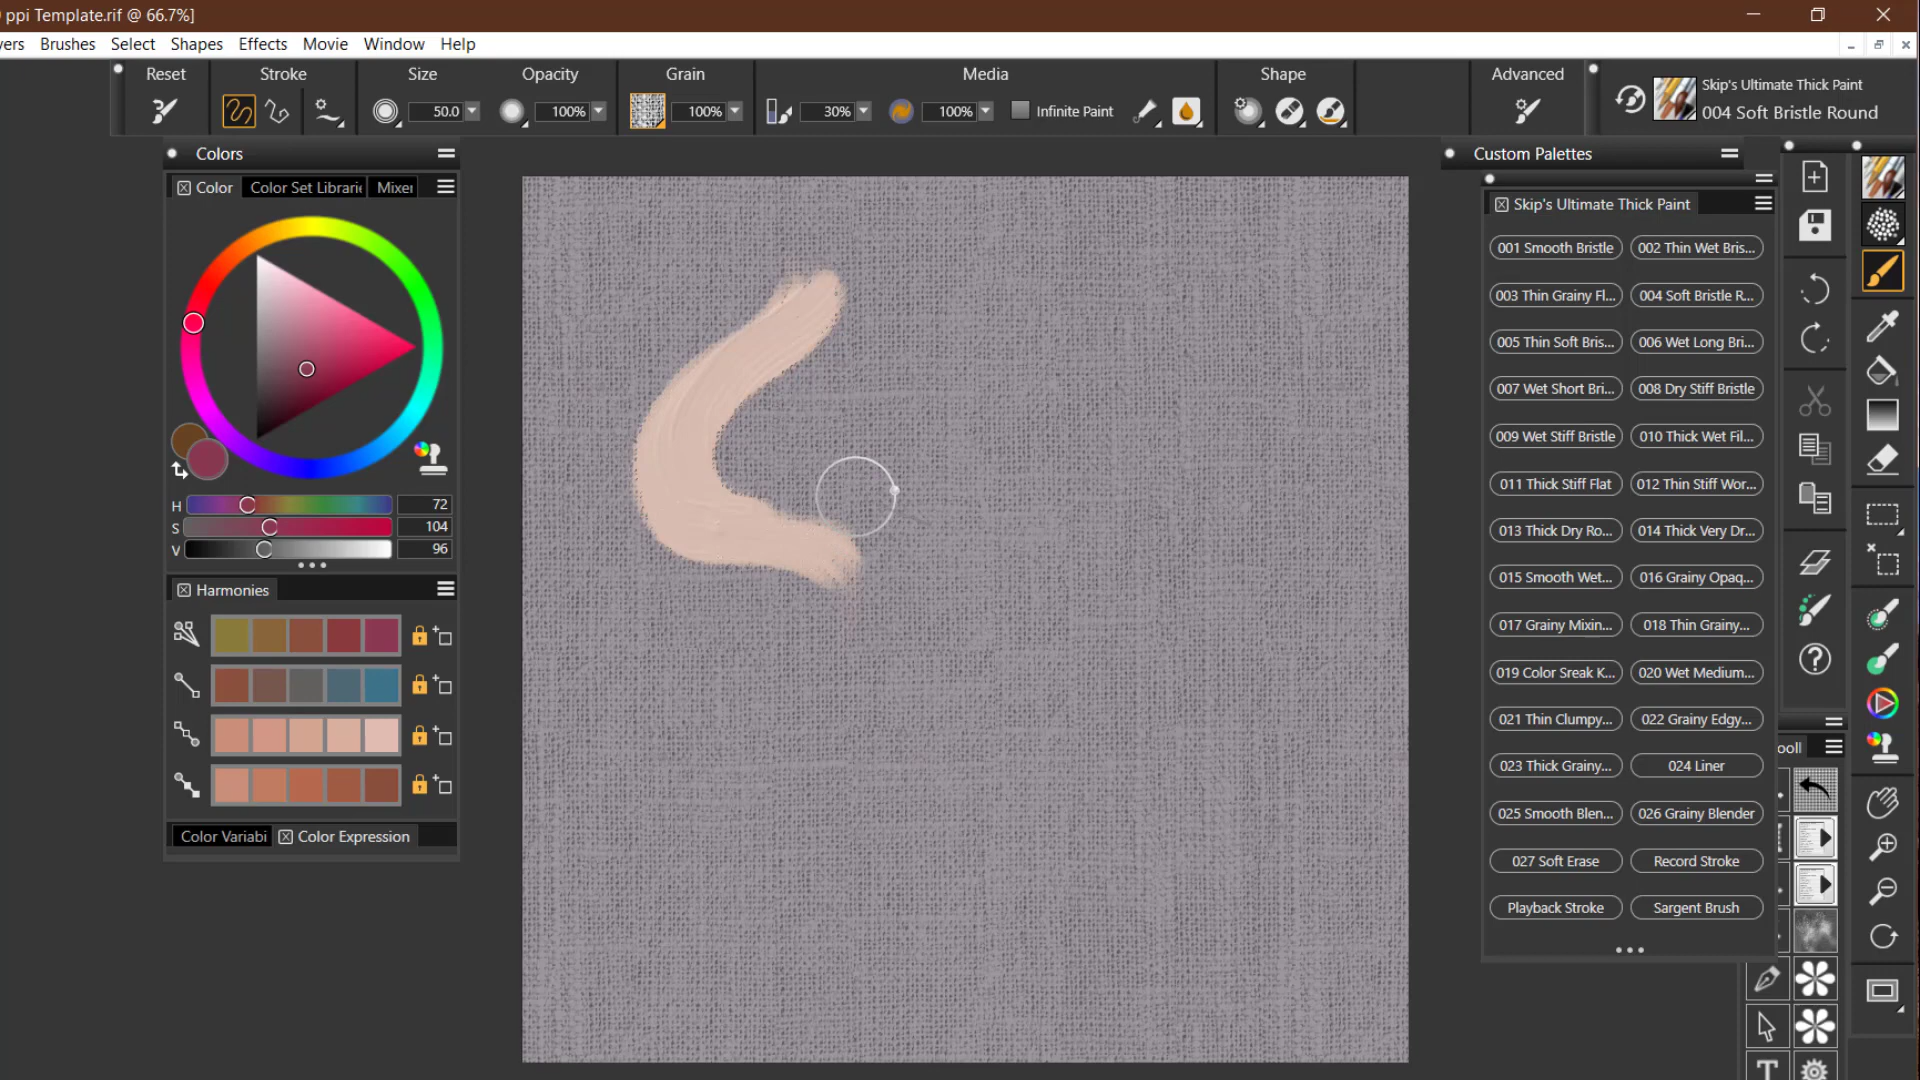 ppi Template.rif @ 66.7%]
yers Brushes Select Shapes Effects Movie Window Help
Reset Stroke Size Opacity Grain Media Shape Advanced
50.0 100% 100% 30% 100% Infinite Paint
Skip's Ultimate Thick Paint
004 Soft Bristle Round
Colors
Color Color Set Librarie Mixer
H 72
S 104
V 96
Harmonies
Color Variabi Color Expression
Custom Palettes
Skip's Ultimate Thick Paint
001 Smooth Bristle 002 Thin Wet Bris...
003 Thin Grainy Fl... 004 Soft Bristle R...
005 Thin Soft Bris... 006 Wet Long Bri...
007 Wet Short Bri... 008 Dry Stiff Bristle
009 Wet Stiff Bristle 010 Thick Wet Fil...
011 Thick Stiff Flat 012 Thin Stiff Wor...
013 Thick Dry Ro... 014 Thick Very Dr...
015 Smooth Wet... 016 Grainy Opaq...
017 Grainy Mixin... 018 Thin Grainy...
019 Color Sreak K... 020 Wet Medium...
021 Thin Clumpy... 022 Grainy Edgy...
023 Thick Grainy... 024 Liner
025 Smooth Blen... 026 Grainy Blender
027 Soft Erase Record Stroke
Playback Stroke Sargent Brush
ooll